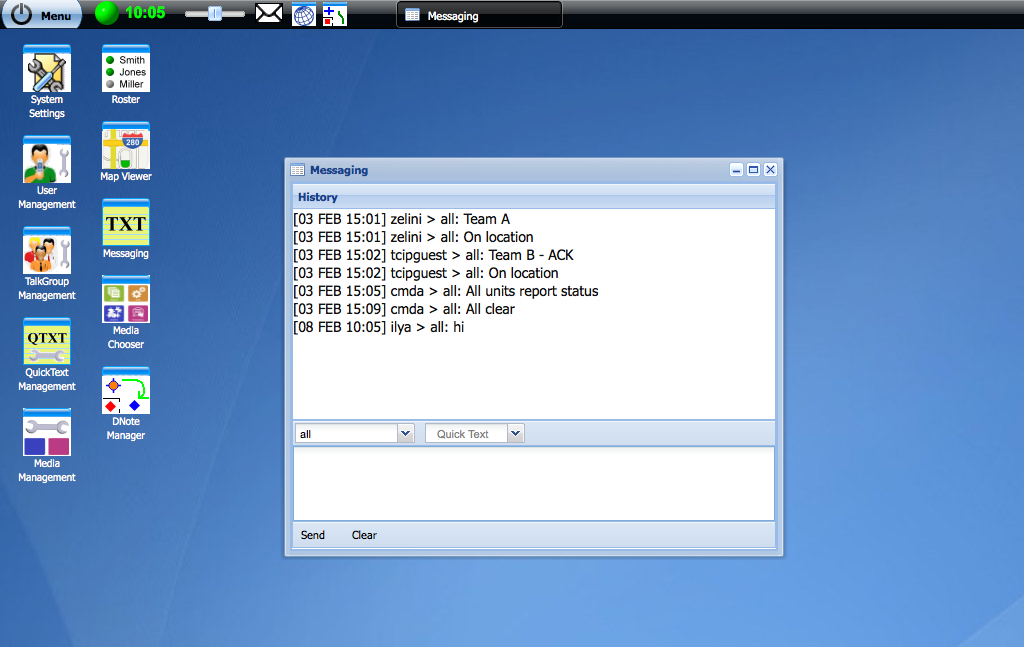 Menu
10:05
Messaging
System
Settings
Smith
Jones
Miller
Roster
User
Management
280
Map Viewer
TalkGroup
Management
TXT
Messaging
QTXT
QuickText
Management
Media
Chooser
Media
Management
DNote
Manager
Messaging
History
[03 FEB 15:01] zelini > all: Team A
[03 FEB 15:01] zelini > all: On location
[03 FEB 15:02] tcipguest > all: Team B - ACK
[03 FEB 15:02] tcipguest > all: On location
[03 FEB 15:05] cmda > all: All units report status
[03 FEB 15:09] cmda > all: All clear
[08 FEB 10:05] ilya > all: hi
all
Quick Text
Send Clear